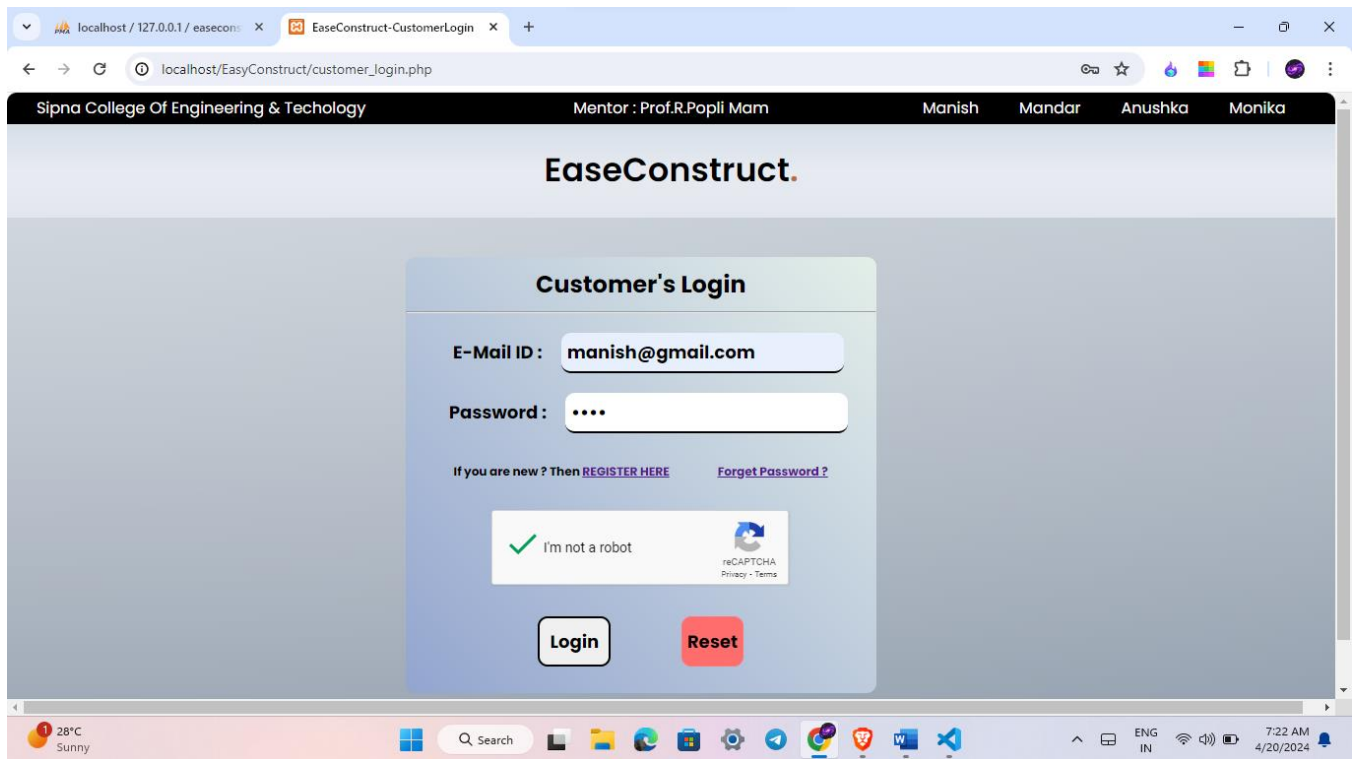 localhost / 127.0.0.1 / easecons
EaseConstruct-CustomerLogin
localhost/EasyConstruct/customer_login.php
Sipna College Of Engineering & Techology Mentor : Prof.R.Popli Mam Manish Mandar Anushka Monika
EaseConstruct.
Customer's Login
E-Mail ID : manish@gmail.com
Password : ••••
If you are new ? Then REGISTER HERE Forget Password ?
I'm not a robot
reCAPTCHA
Privacy - Terms
Login Reset
1 28°C
Sunny
Search
ENG
IN
7:22 AM
4/20/2024